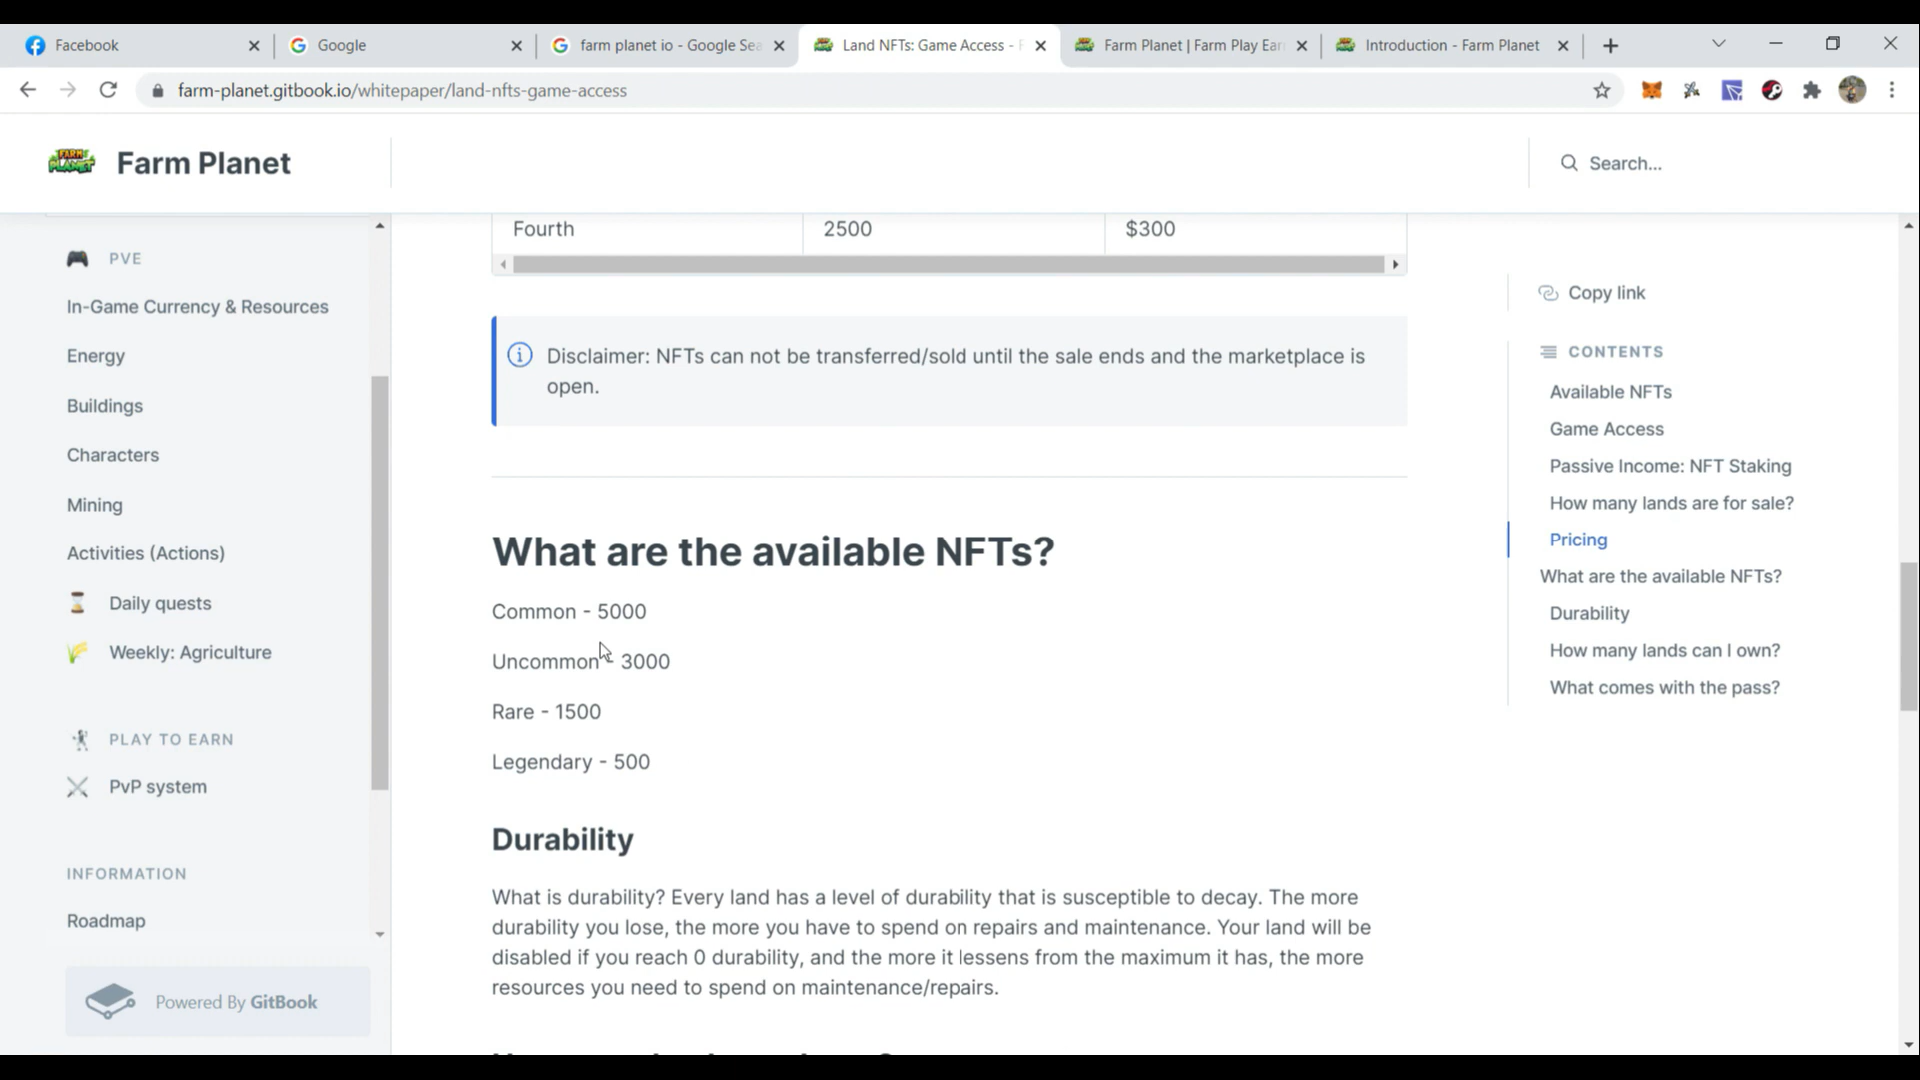 Facebook
Google
farm planet io - Google Sea
Land NFTs: Game Access - F
Farm Planet | Farm Play Ear
Introduction - Farm Planet
farm-planet.gitbook.io/whitepaper/land-nfts-game-access
FARM PLANET
Farm Planet
Search...
PVE
In-Game Currency & Resources
Energy
Buildings
Characters
Mining
Activities (Actions)
Daily quests
Weekly: Agriculture
PLAY TO EARN
PvP system
INFORMATION
Roadmap
Powered By GitBook
Fourth 2500 $300
Disclaimer: NFTs can not be transferred/sold until the sale ends and the marketplace is
open.
What are the available NFTs?
Common - 5000
Uncommon - 3000
Rare - 1500
Legendary - 500
Durability
What is durability? Every land has a level of durability that is susceptible to decay. The more
durability you lose, the more you have to spend on repairs and maintenance. Your land will be
disabled if you reach 0 durability, and the more it lessens from the maximum it has, the more
resources you need to spend on maintenance/repairs.
Copy link
CONTENTS
Available NFTs
Game Access
Passive Income: NFT Staking
How many lands are for sale?
Pricing
What are the available NFTs?
Durability
How many lands can I own?
What comes with the pass?